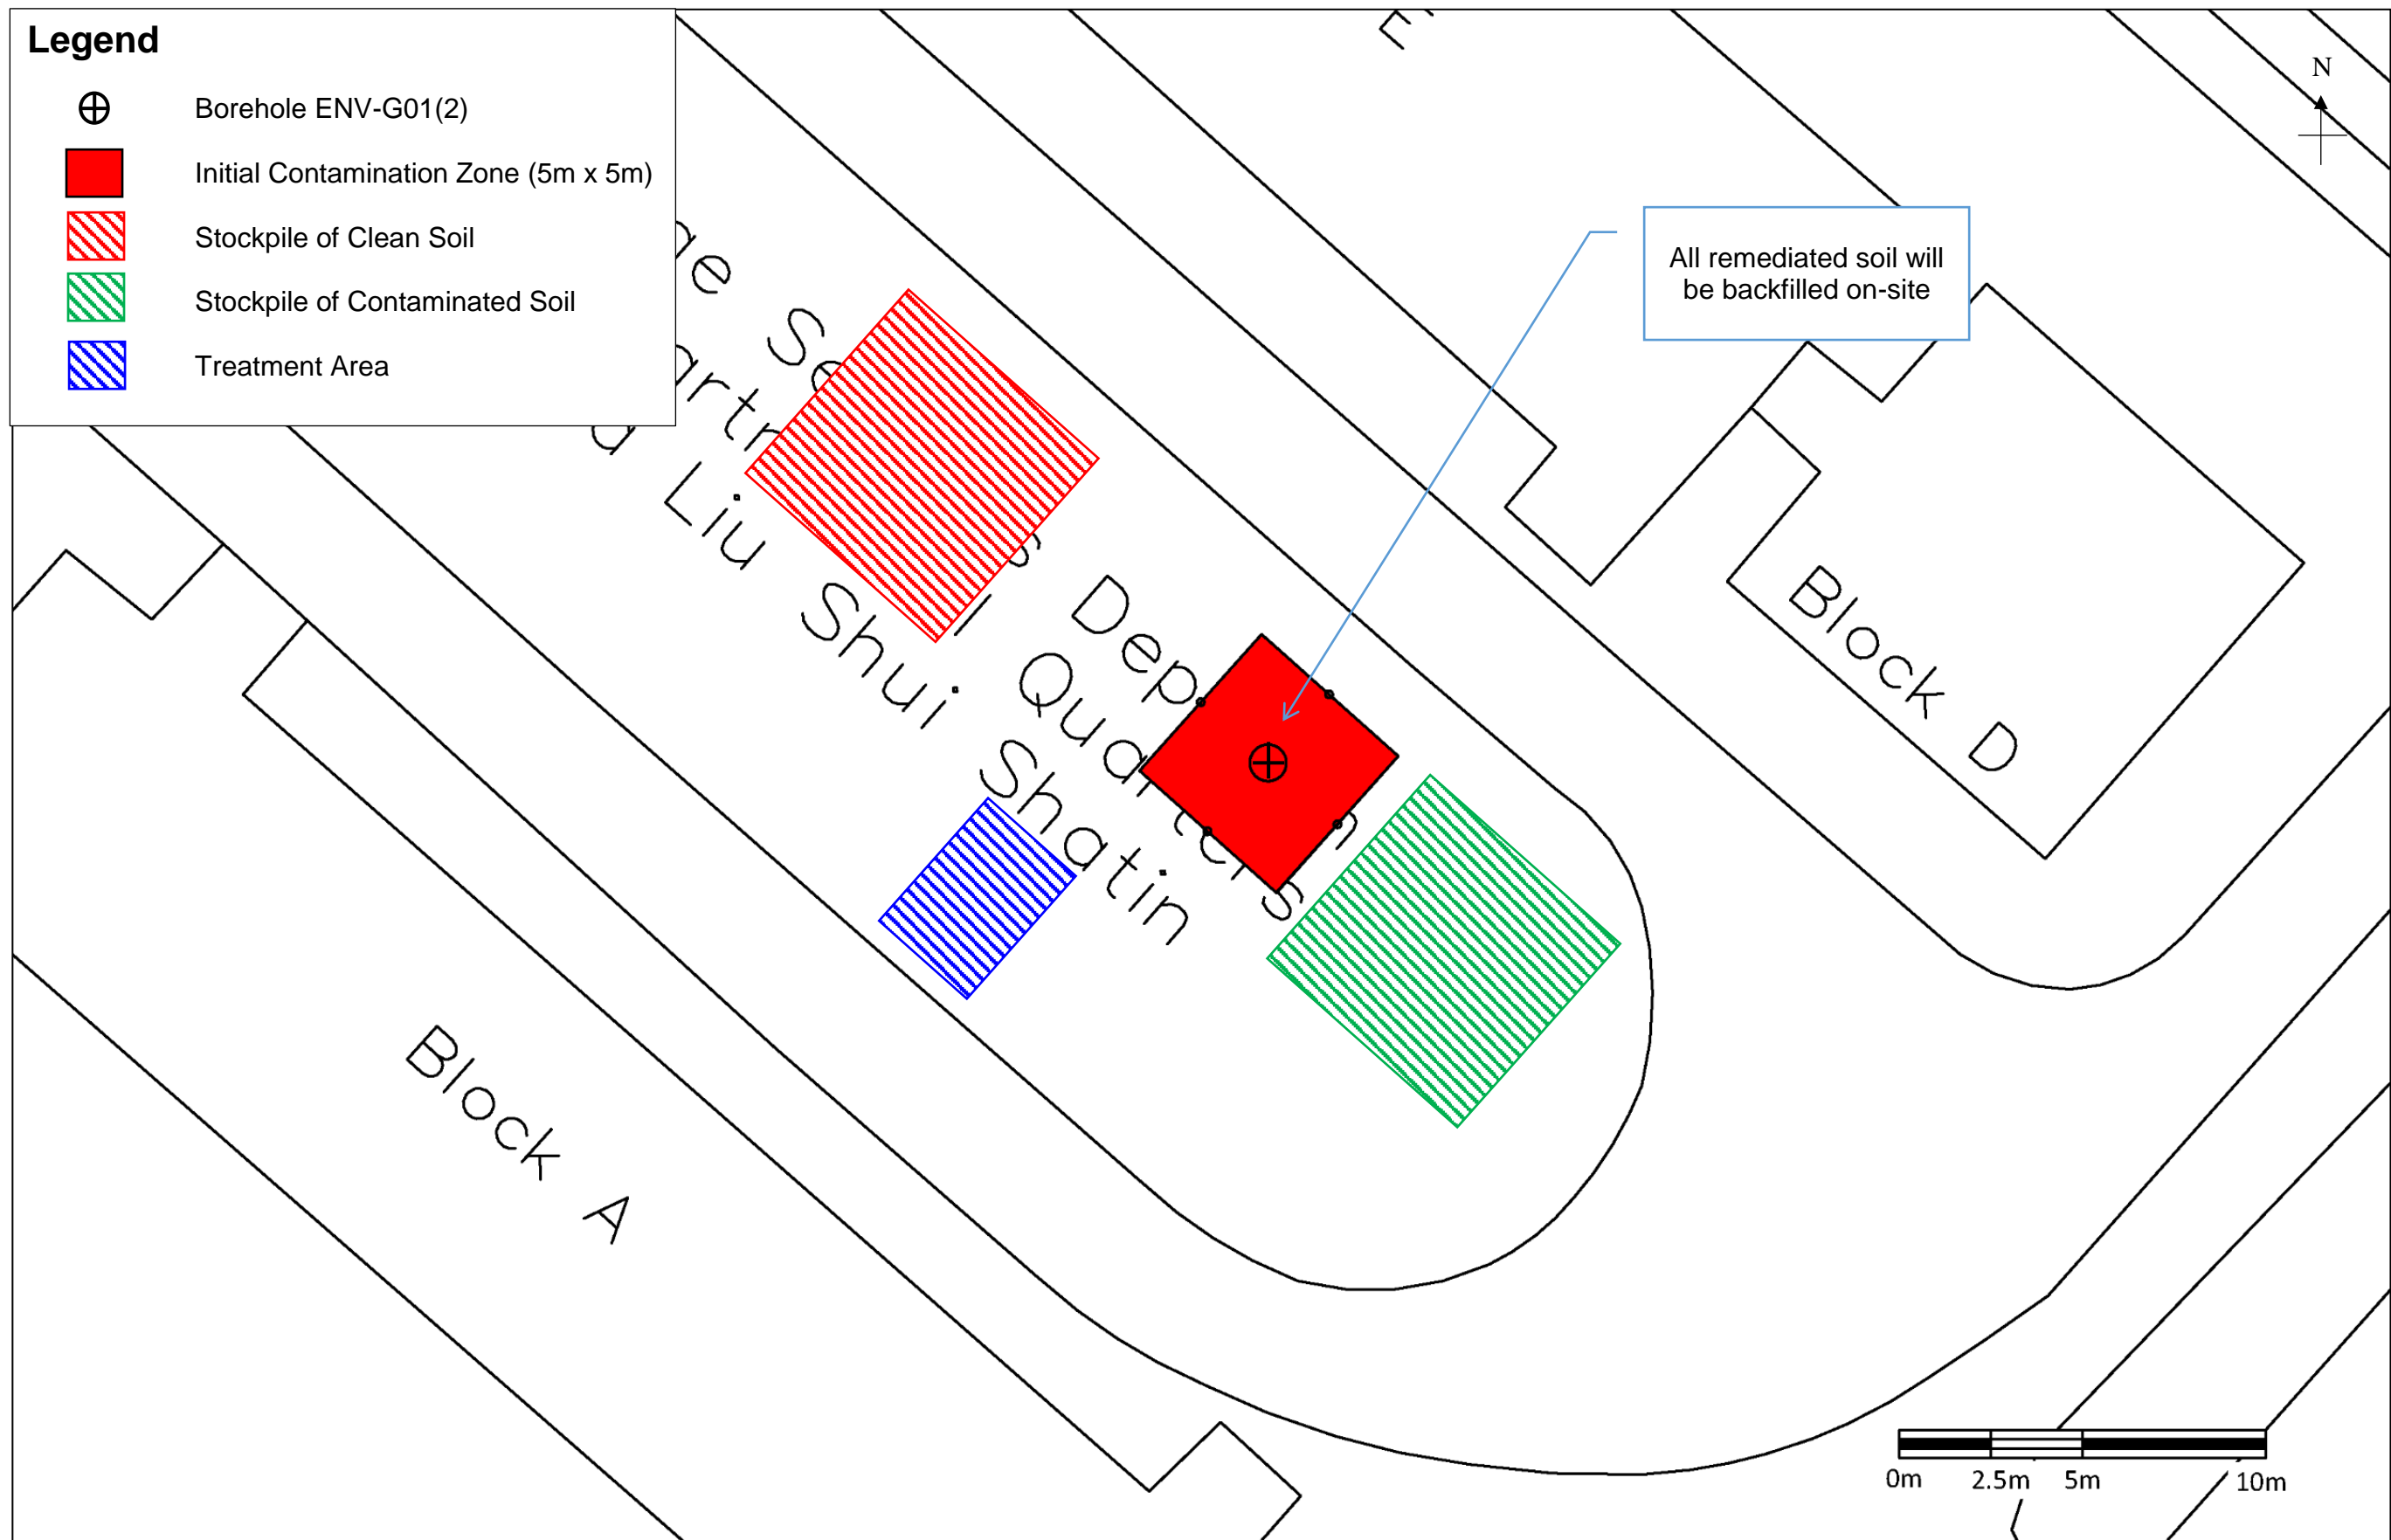 Legend
Borehole ENV-G01(2)
Initial Contamination Zone (5m x 5m)
Stockpile of Clean Soil
Stockpile of Contaminated Soil
Treatment Area
N
All remediated soil will
be backfilled on-site
Liu Shui Shatin
Block D
Block A
0m 2.5m 5m 10m